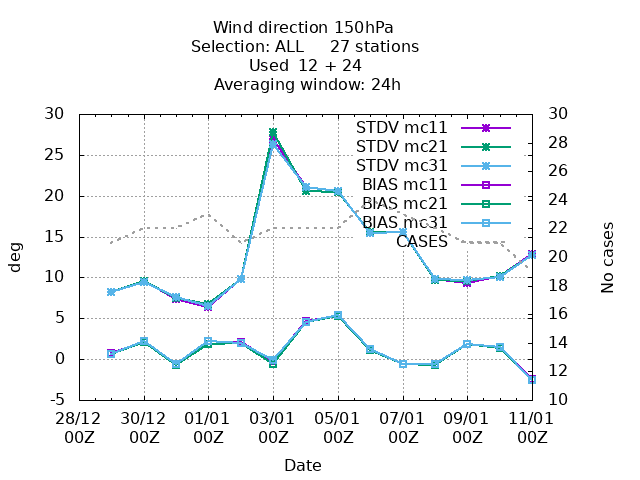 Wind direction 150hPa
Selection: ALL 27 stations
Used 12 + 24
Averaging window: 24h
30 30
STDV mc11
28
STDV mc21
25
STDV mc31
26
BIAS mc11
24
20
BIAS mc21
BIAS mc31
22
15
CASES
20
10
18
5
16
14
0
12
-5 10
deg
No cases
28/12 30/12 01/01 03/01 05/01 07/01 09/01 11/01
00Z 00Z 00Z 00Z 00Z 00Z 00Z 00Z
Date